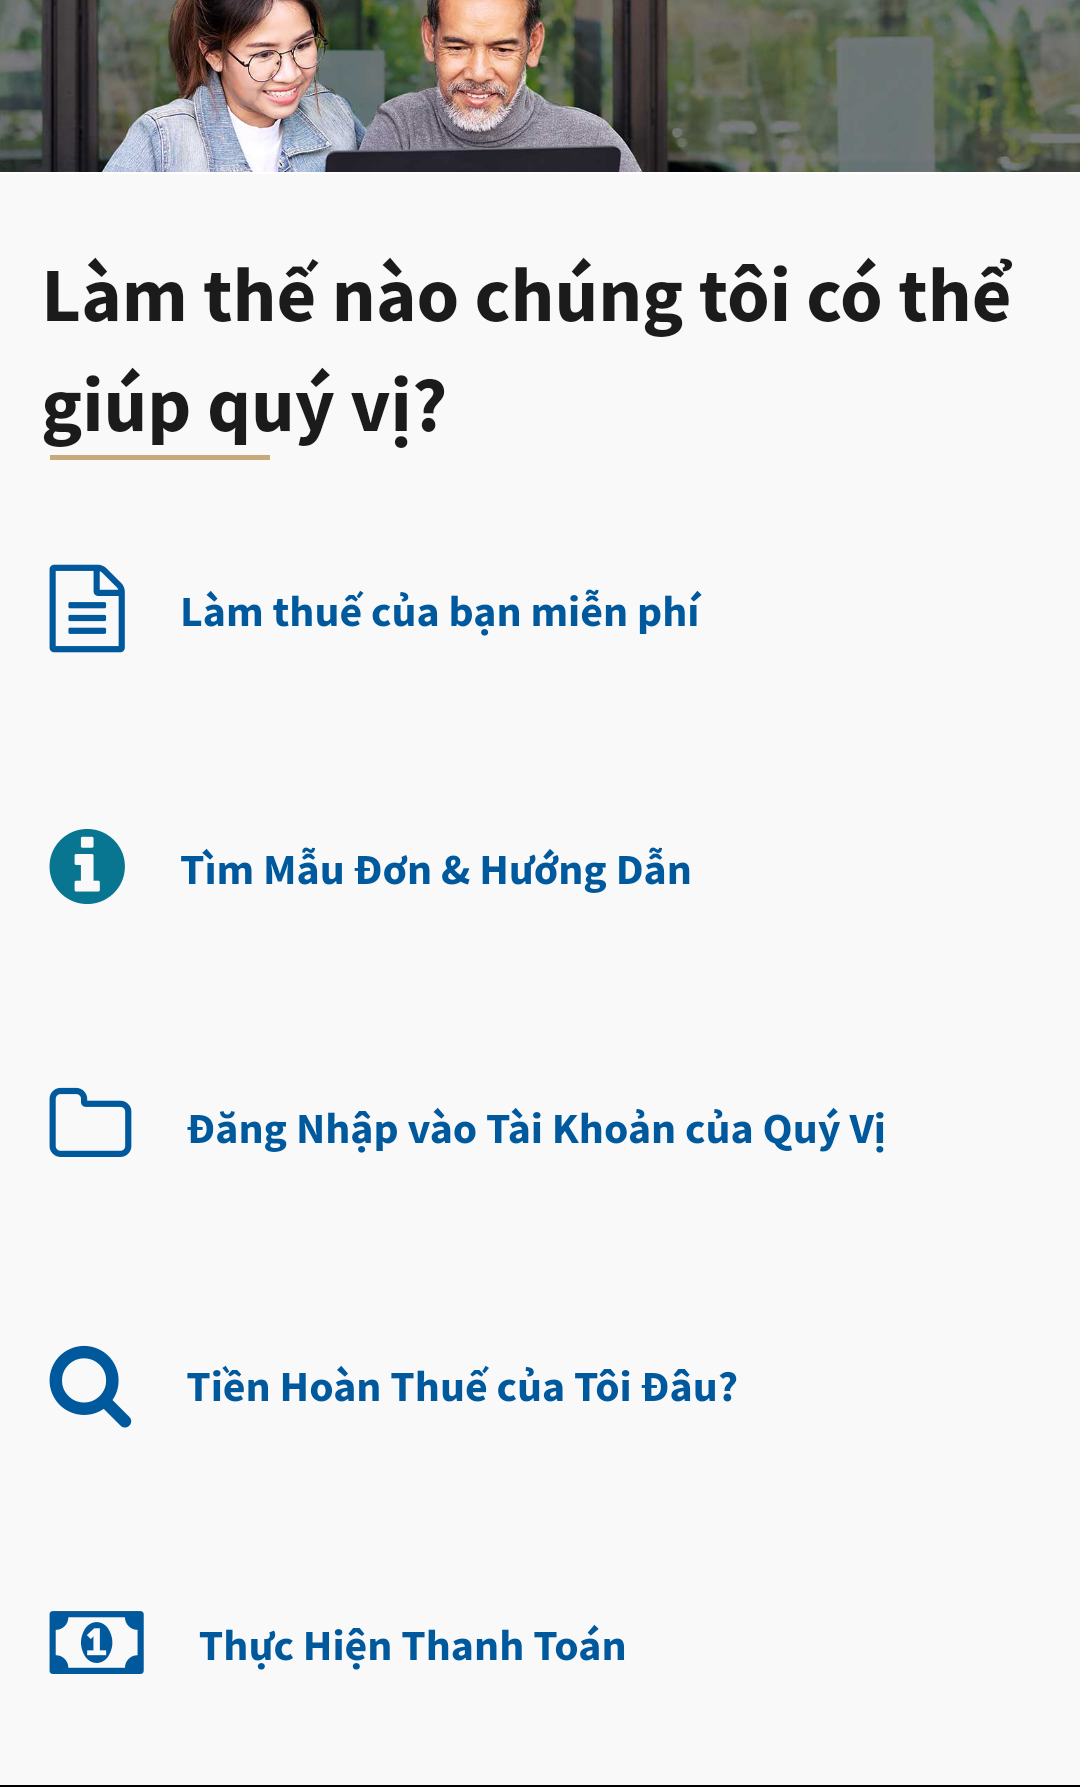 Làm thế nào chúng tôi có thể
giúp quý vị?
Làm thuế của bạn miễn phí
Tìm Mẫu Đơn & Hướng Dẫn
Đăng Nhập vào Tài Khoản của Quý Vị
Tiền Hoàn Thuế của Tôi Đâu?
1
Thực Hiện Thanh Toán